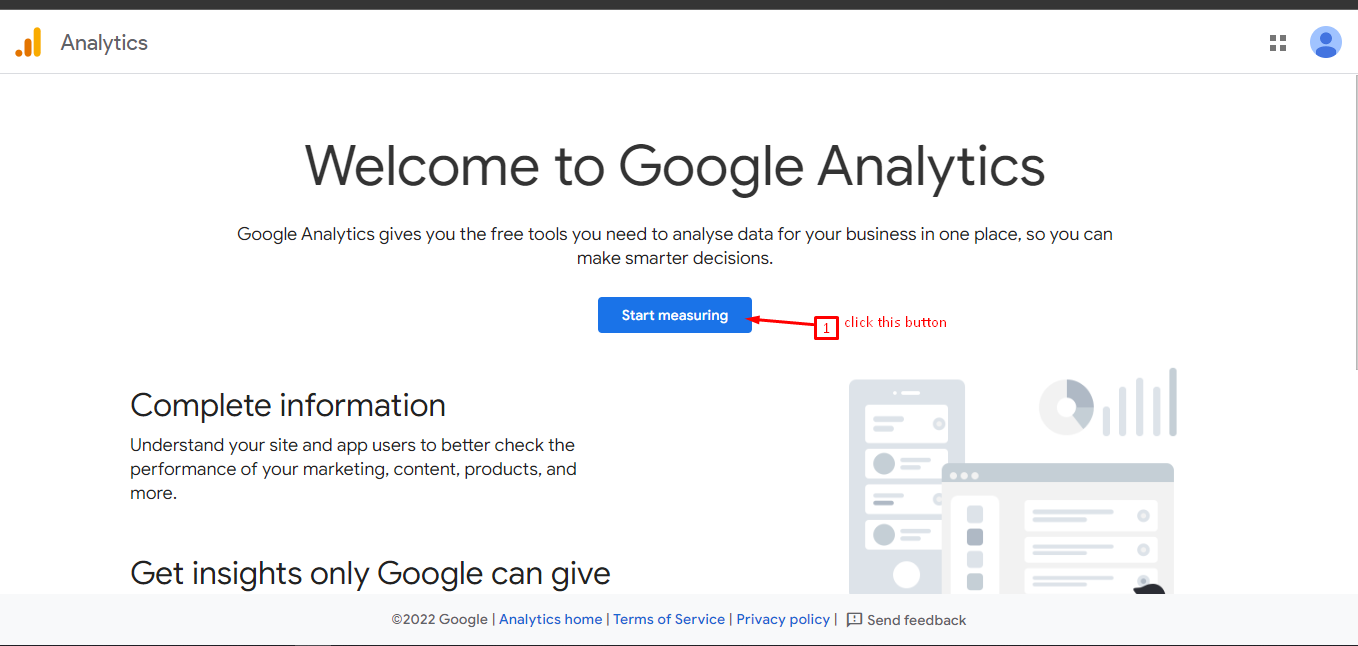 Analytics
Welcome to Google Analytics
Google Analytics gives you the free tools you need to analyse data for your business in one place, so you can
make smarter decisions.
Start measuring
1 click this button
Complete information
Understand your site and app users to better check the
performance of your marketing, content, products, and
more.
Get insights only Google can give
©2022 Google | Analytics home | Terms of Service | Privacy policy | Send feedback